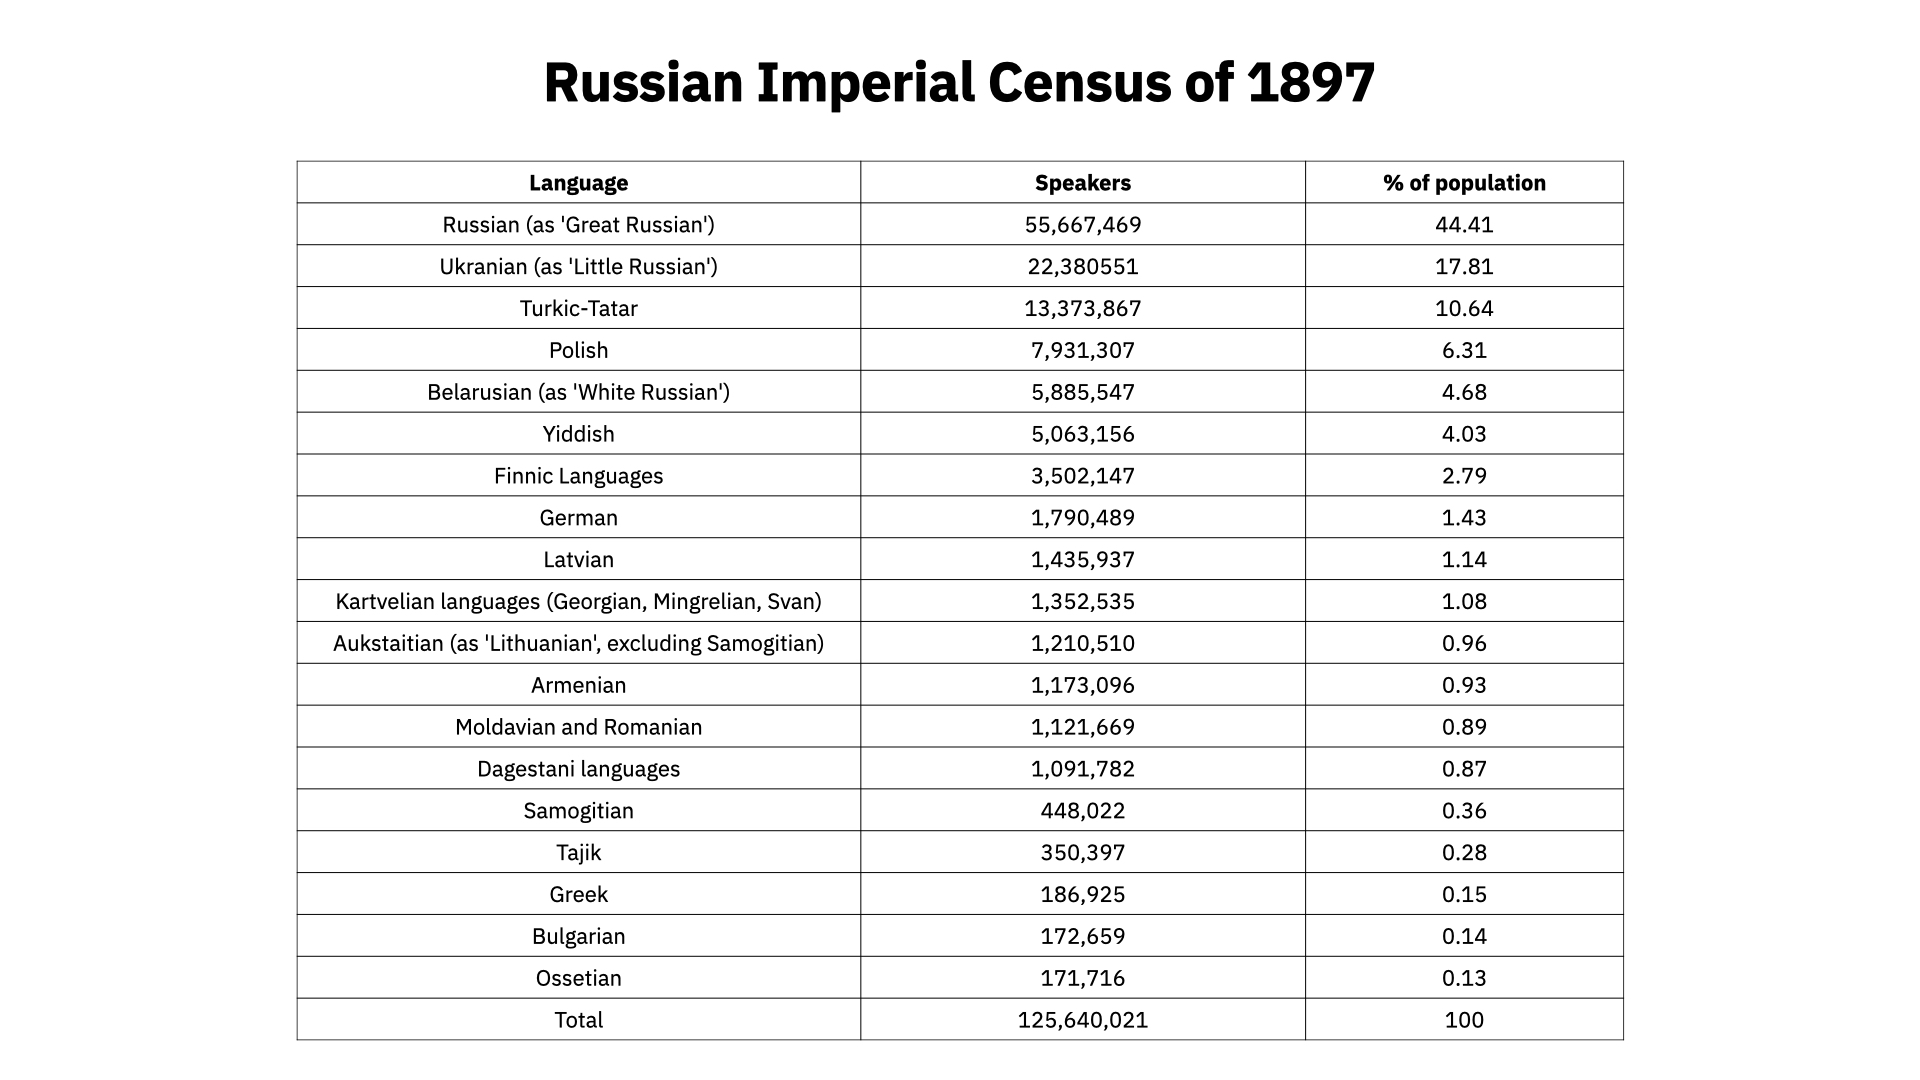 Russian Imperial Census of 1897
Language Speakers % of population
Russian (as 'Great Russian') 55,667,469 44.41
Ukranian (as 'Little Russian') 22,380551 17.81
Turkic-Tatar 13,373,867 10.64
Polish 7,931,307 6.31
Belarusian (as 'White Russian') 5,885,547 4.68
Yiddish 5,063,156 4.03
Finnic Languages 3,502,147 2.79
German 1,790,489 1.43
Latvian 1,435,937 1.14
Kartvelian languages (Georgian, Mingrelian, Svan) 1,352,535 1.08
Aukstaitian (as 'Lithuanian', excluding Samogitian) 1,210,510 0.96
Armenian 1,173,096 0.93
Moldavian and Romanian 1,121,669 0.89
Dagestani languages 1,091,782 0.87
Samogitian 448,022 0.36
Tajik 350,397 0.28
Greek 186,925 0.15
Bulgarian 172,659 0.14
Ossetian 171,716 0.13
Total 125,640,021 100